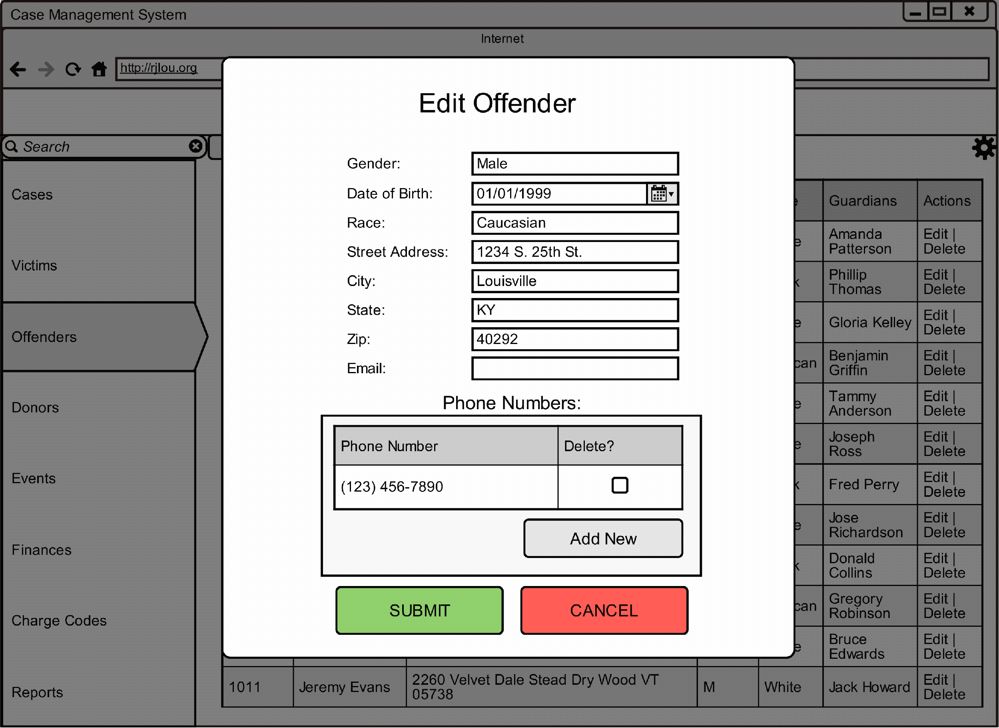 Case Management System
Internet
http://rjlou.org
Edit Offender
Search
Gender: Male
Date of Birth: 01/01/1999
Race: Caucasian
Street Address: 1234 S. 25th St.
City: Louisville
State: KY
Zip: 40292
Email:
Phone Numbers:
Phone Number Delete?
(123) 456-7890
Add New
SUBMIT CANCEL
Cases
Victims
Offenders
Donors
Events
Finances
Charge Codes
Reports
Guardians Actions
Amanda Edit |
Patterson Delete
Phillip Edit |
Thomas Delete
Gloria Kelley Edit |
Delete
Benjamin Edit |
Griffin Delete
Tammy Edit |
Anderson Delete
Joseph Edit |
Ross Delete
Fred Perry Edit |
Delete
Jose Edit |
Richardson Delete
Donald Edit |
Collins Delete
Gregory Edit |
Robinson Delete
Bruce Edit |
Edwards Delete
1011 Jeremy Evans 2260 Velvet Dale Stead Dry Wood VT M White Jack Howard Edit |
05738 Delete